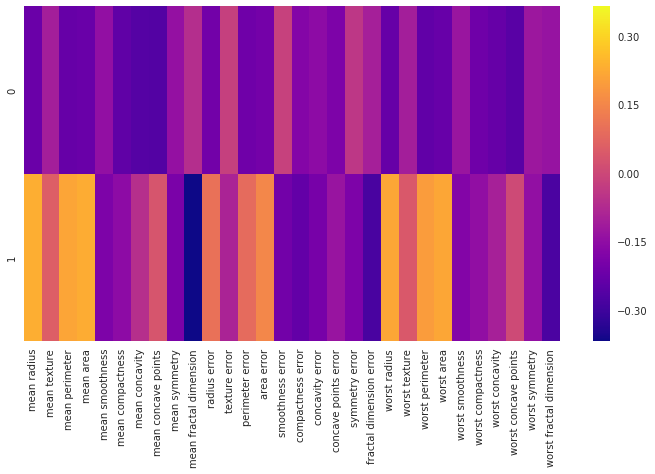 0
1
0.30
0.15
0.00
−0.15
−0.30
mean radius
mean texture
mean perimeter
mean area
mean smoothness
mean compactness
mean concavity
mean concave points
mean symmetry
mean fractal dimension
radius error
texture error
perimeter error
area error
smoothness error
compactness error
concavity error
concave points error
symmetry error
fractal dimension error
worst radius
worst texture
worst perimeter
worst area
worst smoothness
worst compactness
worst concavity
worst concave points
worst symmetry
worst fractal dimension